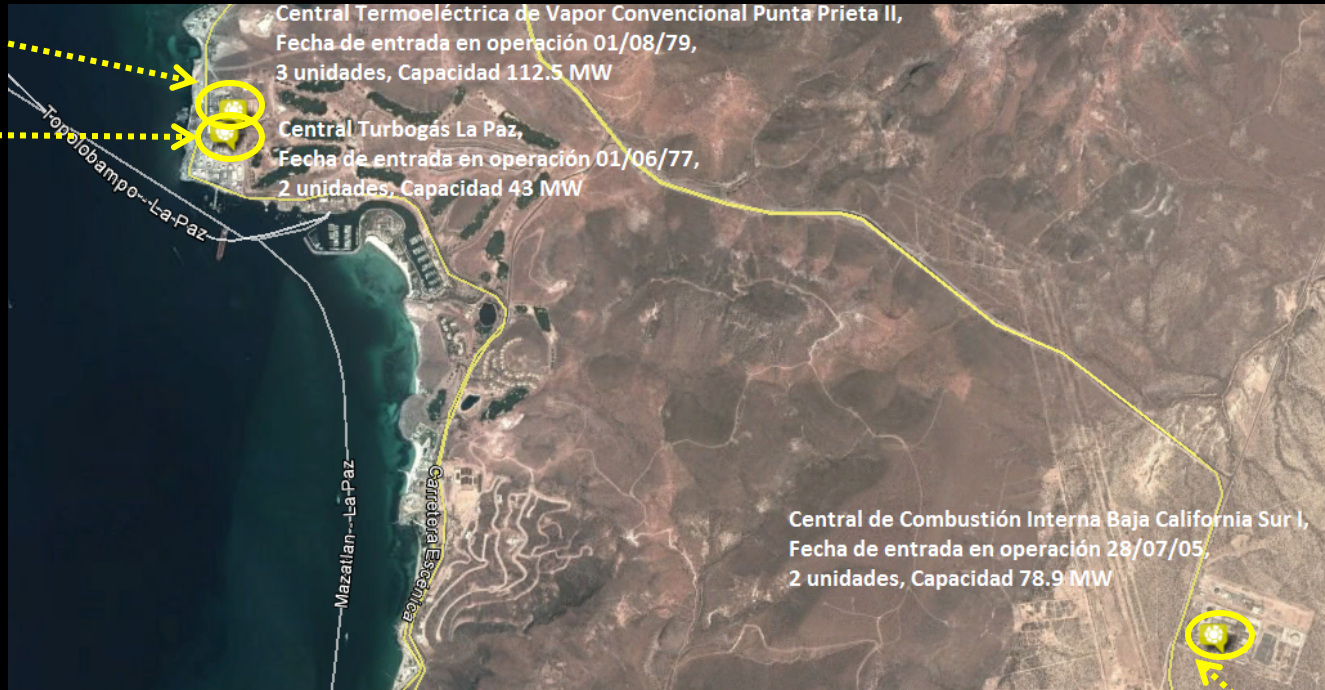 Central Termoeléctrica de Vapor Convencional Punta Prieta II,
Fecha de entrada en operación 01/08/79,
3 unidades, Capacidad 112.5 MW
Central Turbogás La Paz,
Fecha de entrada en operación 01/06/77,
2 unidades, Capacidad 43 MW
Topolobampo--La-Paz
Mazatlan--La-Paz
Carretera Escénica
Central de Combustión Interna Baja California Sur I,
Fecha de entrada en operación 28/07/05,
2 unidades, Capacidad 78.9 MW